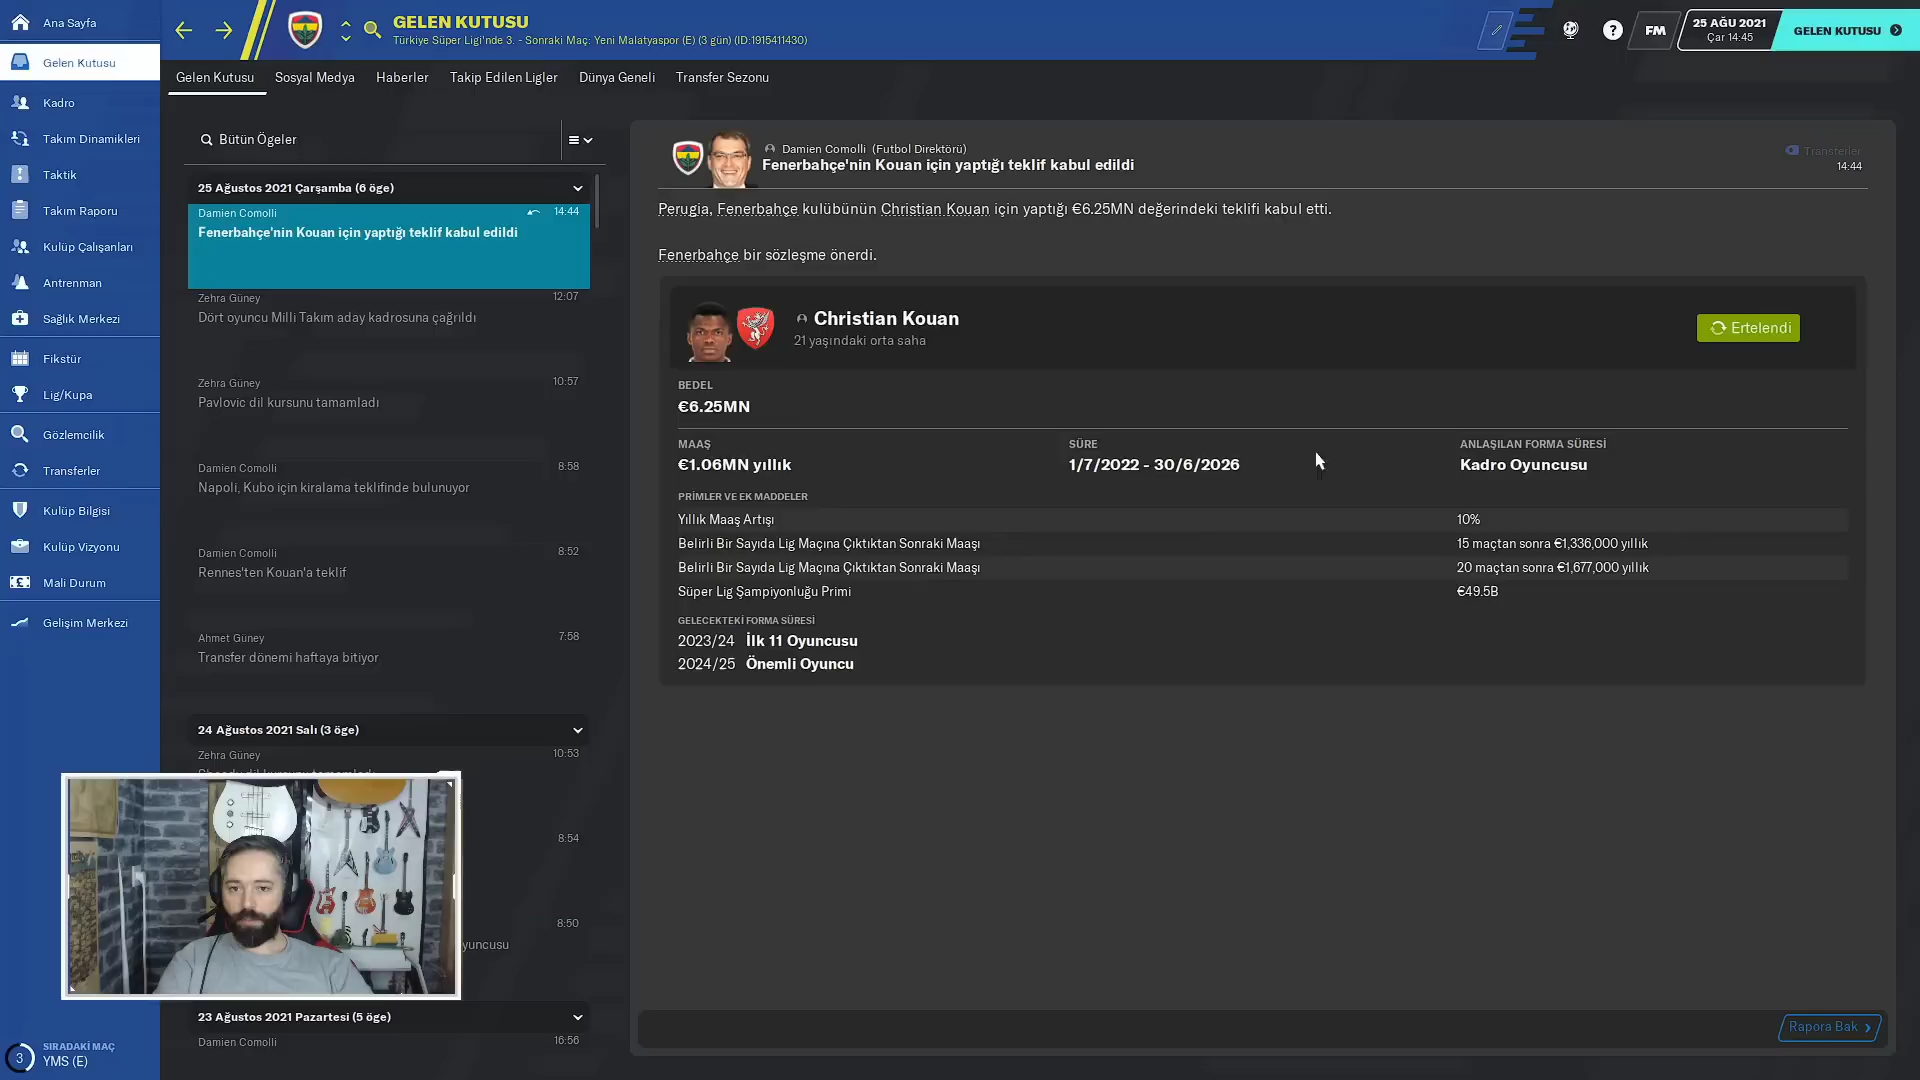 Ana Sayfa
Gelen Kutusu
Kadro
Takım Dinamikleri
Taktik
Takım Raporu
Kulüp Çalışanları
Antrenman
Sağlık Merkezi
Fikstür
Lig/Kupa
Gözlemcilik
Transferler
Kulüp Bilgisi
Kulüp Vizyonu
Mali Durum
Gelişim Merkezi
3
SIRADAKİ MAÇ
YMS (E)
GELEN KUTUSU
Türkiye Süper Ligi'nde 3. - Sonraki Maç: Yeni Malatyaspor (E) (3 gün) (ID:1915411430)
FM
25 AĞU 2021
Çar 14:45
GELEN KUTUSU
Gelen Kutusu Sosyal Medya Haberler Takip Edilen Ligler Dünya Geneli Transfer Sezonu
Bütün Ögeler
25 Ağustos 2021 Çarşamba (6 öge)
Damien Comolli 14:44
Fenerbahçe'nin Kouan için yaptığı teklif kabul edildi
Zehra Güney 12:07
Dört oyuncu Milli Takım aday kadrosuna çağrıldı
Zehra Güney 10:57
Pavlovic dil kursunu tamamladı
Damien Comolli 8:58
Napoli, Kubo için kiralama teklifinde bulunuyor
Damien Comolli 8:52
Rennes'ten Kouan'a teklif
Ahmet Güney 7:58
Transfer dönemi haftaya bitiyor
24 Ağustos 2021 Salı (3 öge)
Zehra Güney 10:53
dil kursunu tamamladı
8:54
8:50
yuncusu
23 Ağustos 2021 Pazartesi (5 öge)
Damien Comolli 16:56
Damien Comolli (Futbol Direktörü)
Fenerbahçe'nin Kouan için yaptığı teklif kabul edildi
Transferler
14:44
Perugia, Fenerbahçe kulübünün Christian Kouan için yaptığı €6.25MN değerindeki teklifi kabul etti.
Fenerbahçe bir sözleşme önerdi.
Christian Kouan
21 yaşındaki orta saha
Ertelendi
BEDEL
€6.25MN
MAAŞ SÜRE ANLAŞILAN FORMA SÜRESİ
€1.06MN yıllık 1/7/2022 - 30/6/2026 Kadro Oyuncusu
PRİMLER VE EK MADDELER
Yıllık Maaş Artışı 10%
Belirli Bir Sayıda Lig Maçına Çıktıktan Sonraki Maaşı 15 maçtan sonra €1,336,000 yıllık
Belirli Bir Sayıda Lig Maçına Çıktıktan Sonraki Maaşı 20 maçtan sonra €1,677,000 yıllık
Süper Lig Şampiyonluğu Primi €49.5B
GELECEKTEKİ FORMA SÜRESİ
2023/24 İlk 11 Oyuncusu
2024/25 Önemli Oyuncu
Rapora Bak